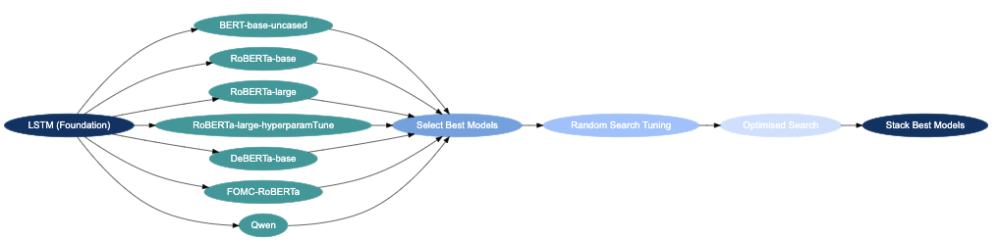 BERT-base-uncased
RoBERTa-base
RoBERTa-large
LSTM (Foundation)
RoBERTa-large-hyperparamTune
Select Best Models
Random Search Tuning
Optimised Search
Stack Best Models
DeBERTa-base
FOMC-RoBERTa
Qwen